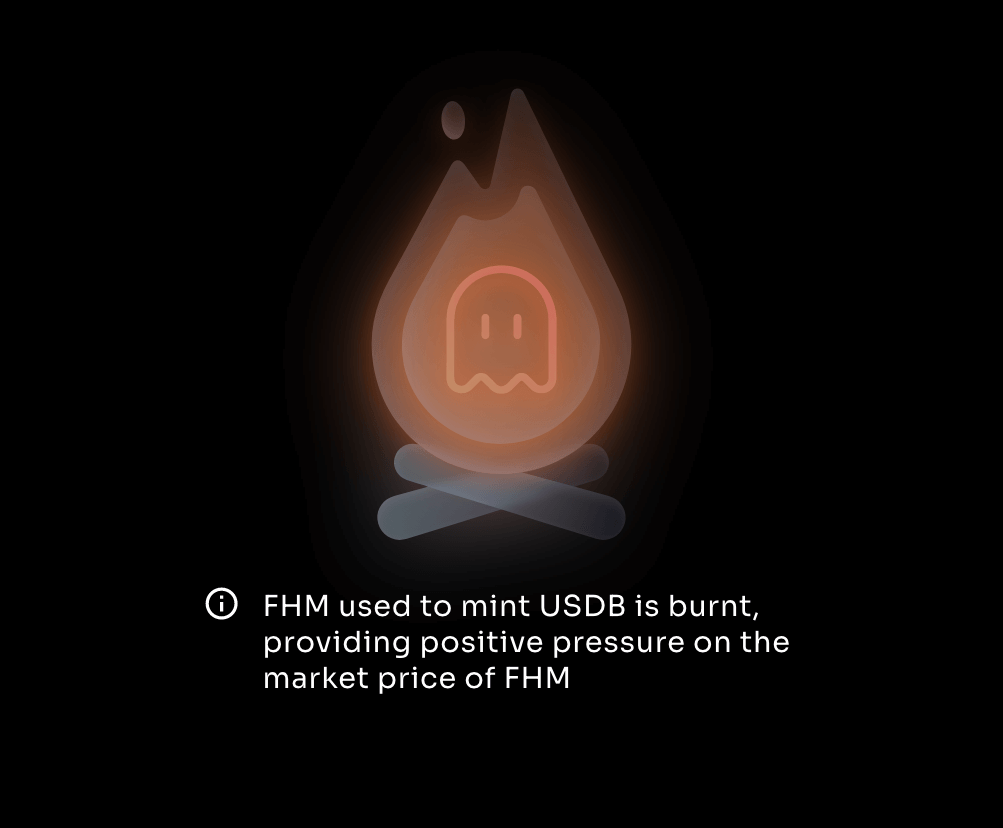 FHM used to mint USDB is burnt,
providing positive pressure on the
market price of FHM